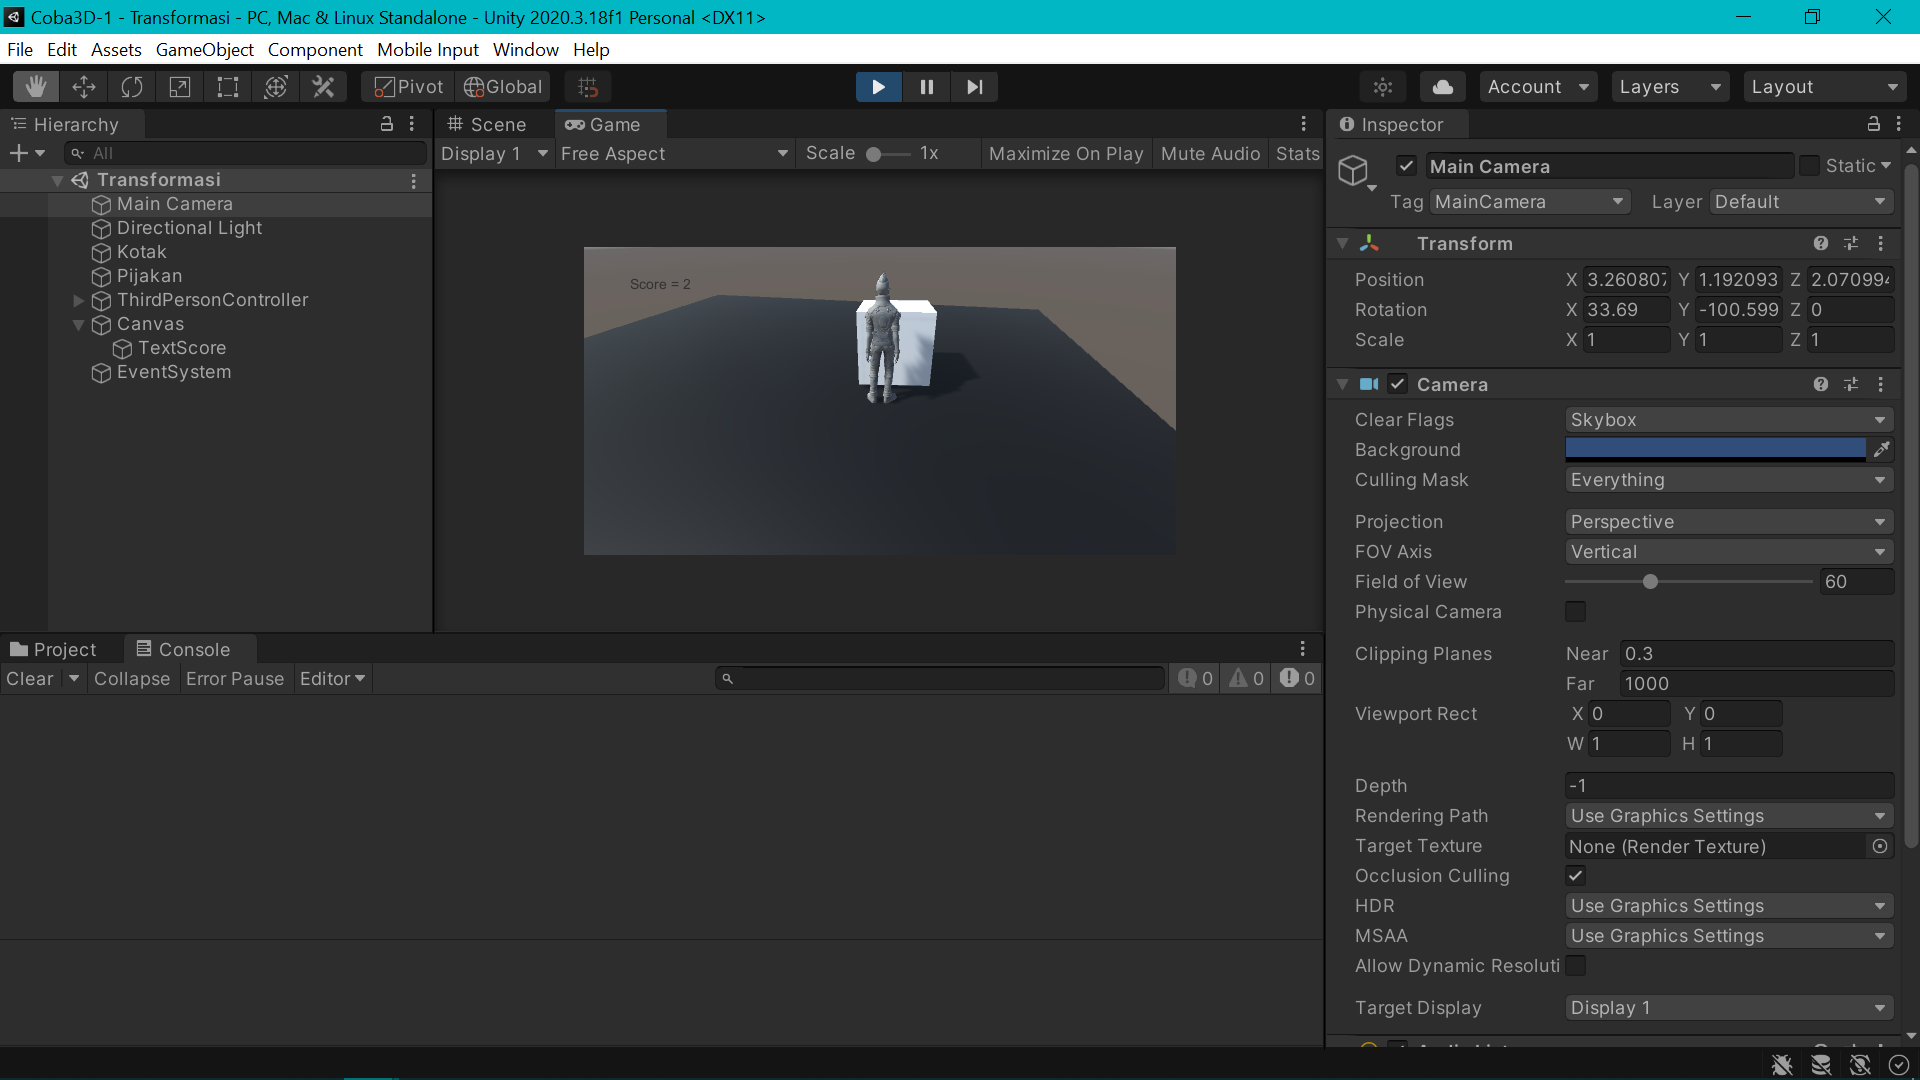 Coba3D-1 - Transformasi - PC, Mac & Linux Standalone - Unity 2020.3.18f1 Personal <DX11>
File Edit Assets GameObject Component Mobile Input Window Help
Pivot Global Account Layers Layout
Hierarchy
All
Transformasi
Main Camera
Directional Light
Kotak
Pijakan
ThirdPersonController
Canvas
TextScore
EventSystem
Scene Game
Display 1 Free Aspect Scale 1x Maximize On Play Mute Audio Stats
Score = 2
Project Console
Clear Collapse Error Pause Editor 0 0 0
Inspector
Main Camera Static
Tag MainCamera Layer Default
Transform
Position X 3.260807 Y 1.192093 Z 2.070994
Rotation X 33.69 Y -100.599 Z 0
Scale X 1 Y 1 Z 1
Camera
Clear Flags Skybox
Background
Culling Mask Everything
Projection Perspective
FOV Axis Vertical
Field of View 60
Physical Camera
Clipping Planes Near 0.3
Far 1000
Viewport Rect X 0 Y 0
W 1 H 1
Depth -1
Rendering Path Use Graphics Settings
Target Texture None (Render Texture)
Occlusion Culling
HDR Use Graphics Settings
MSAA Use Graphics Settings
Allow Dynamic Resoluti
Target Display Display 1